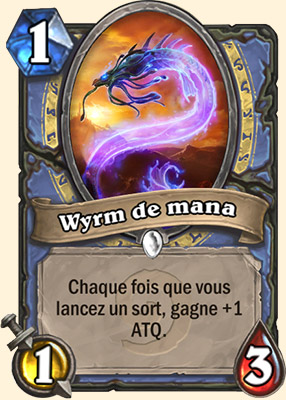 1
Wyrm de mana
Chaque fois que vous
lancez un sort, gagne +1
ATQ.
1
3